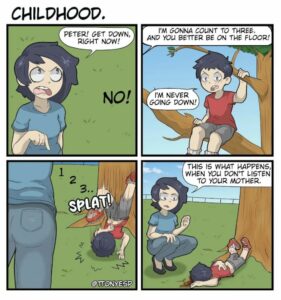 CHILDHOOD.
PETER! GET DOWN,
RIGHT NOW!
NO!
I'M GONNA COUNT TO THREE.
AND YOU BETTER BE ON THE FLOOR!
I'M NEVER
GOING DOWN!
1
2
3..
SPLAT!
@TTONYESP
THIS IS WHAT HAPPENS,
WHEN YOU DON'T LISTEN
TO YOUR MOTHER.